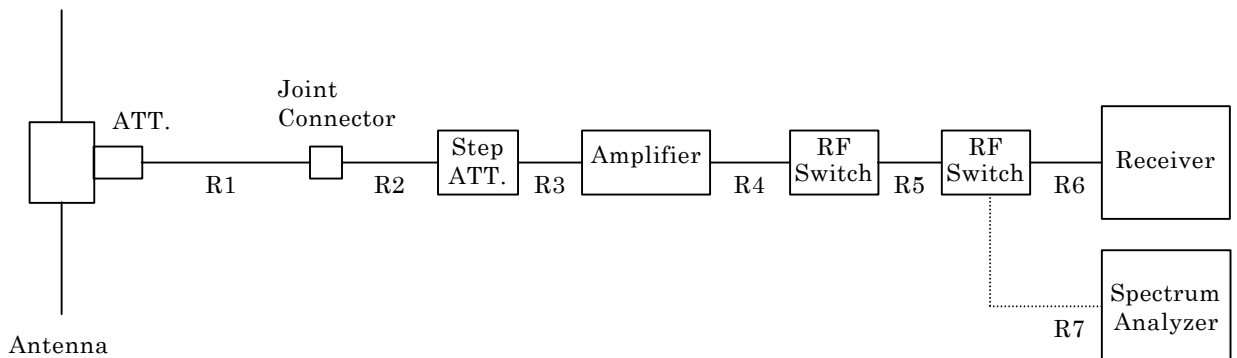 ATT.
Joint
Connector
Step
ATT.
Amplifier
RF
Switch
RF
Switch
Receiver
R1
R2
R3
R4
R5
R6
Spectrum
Analyzer
R7
Antenna